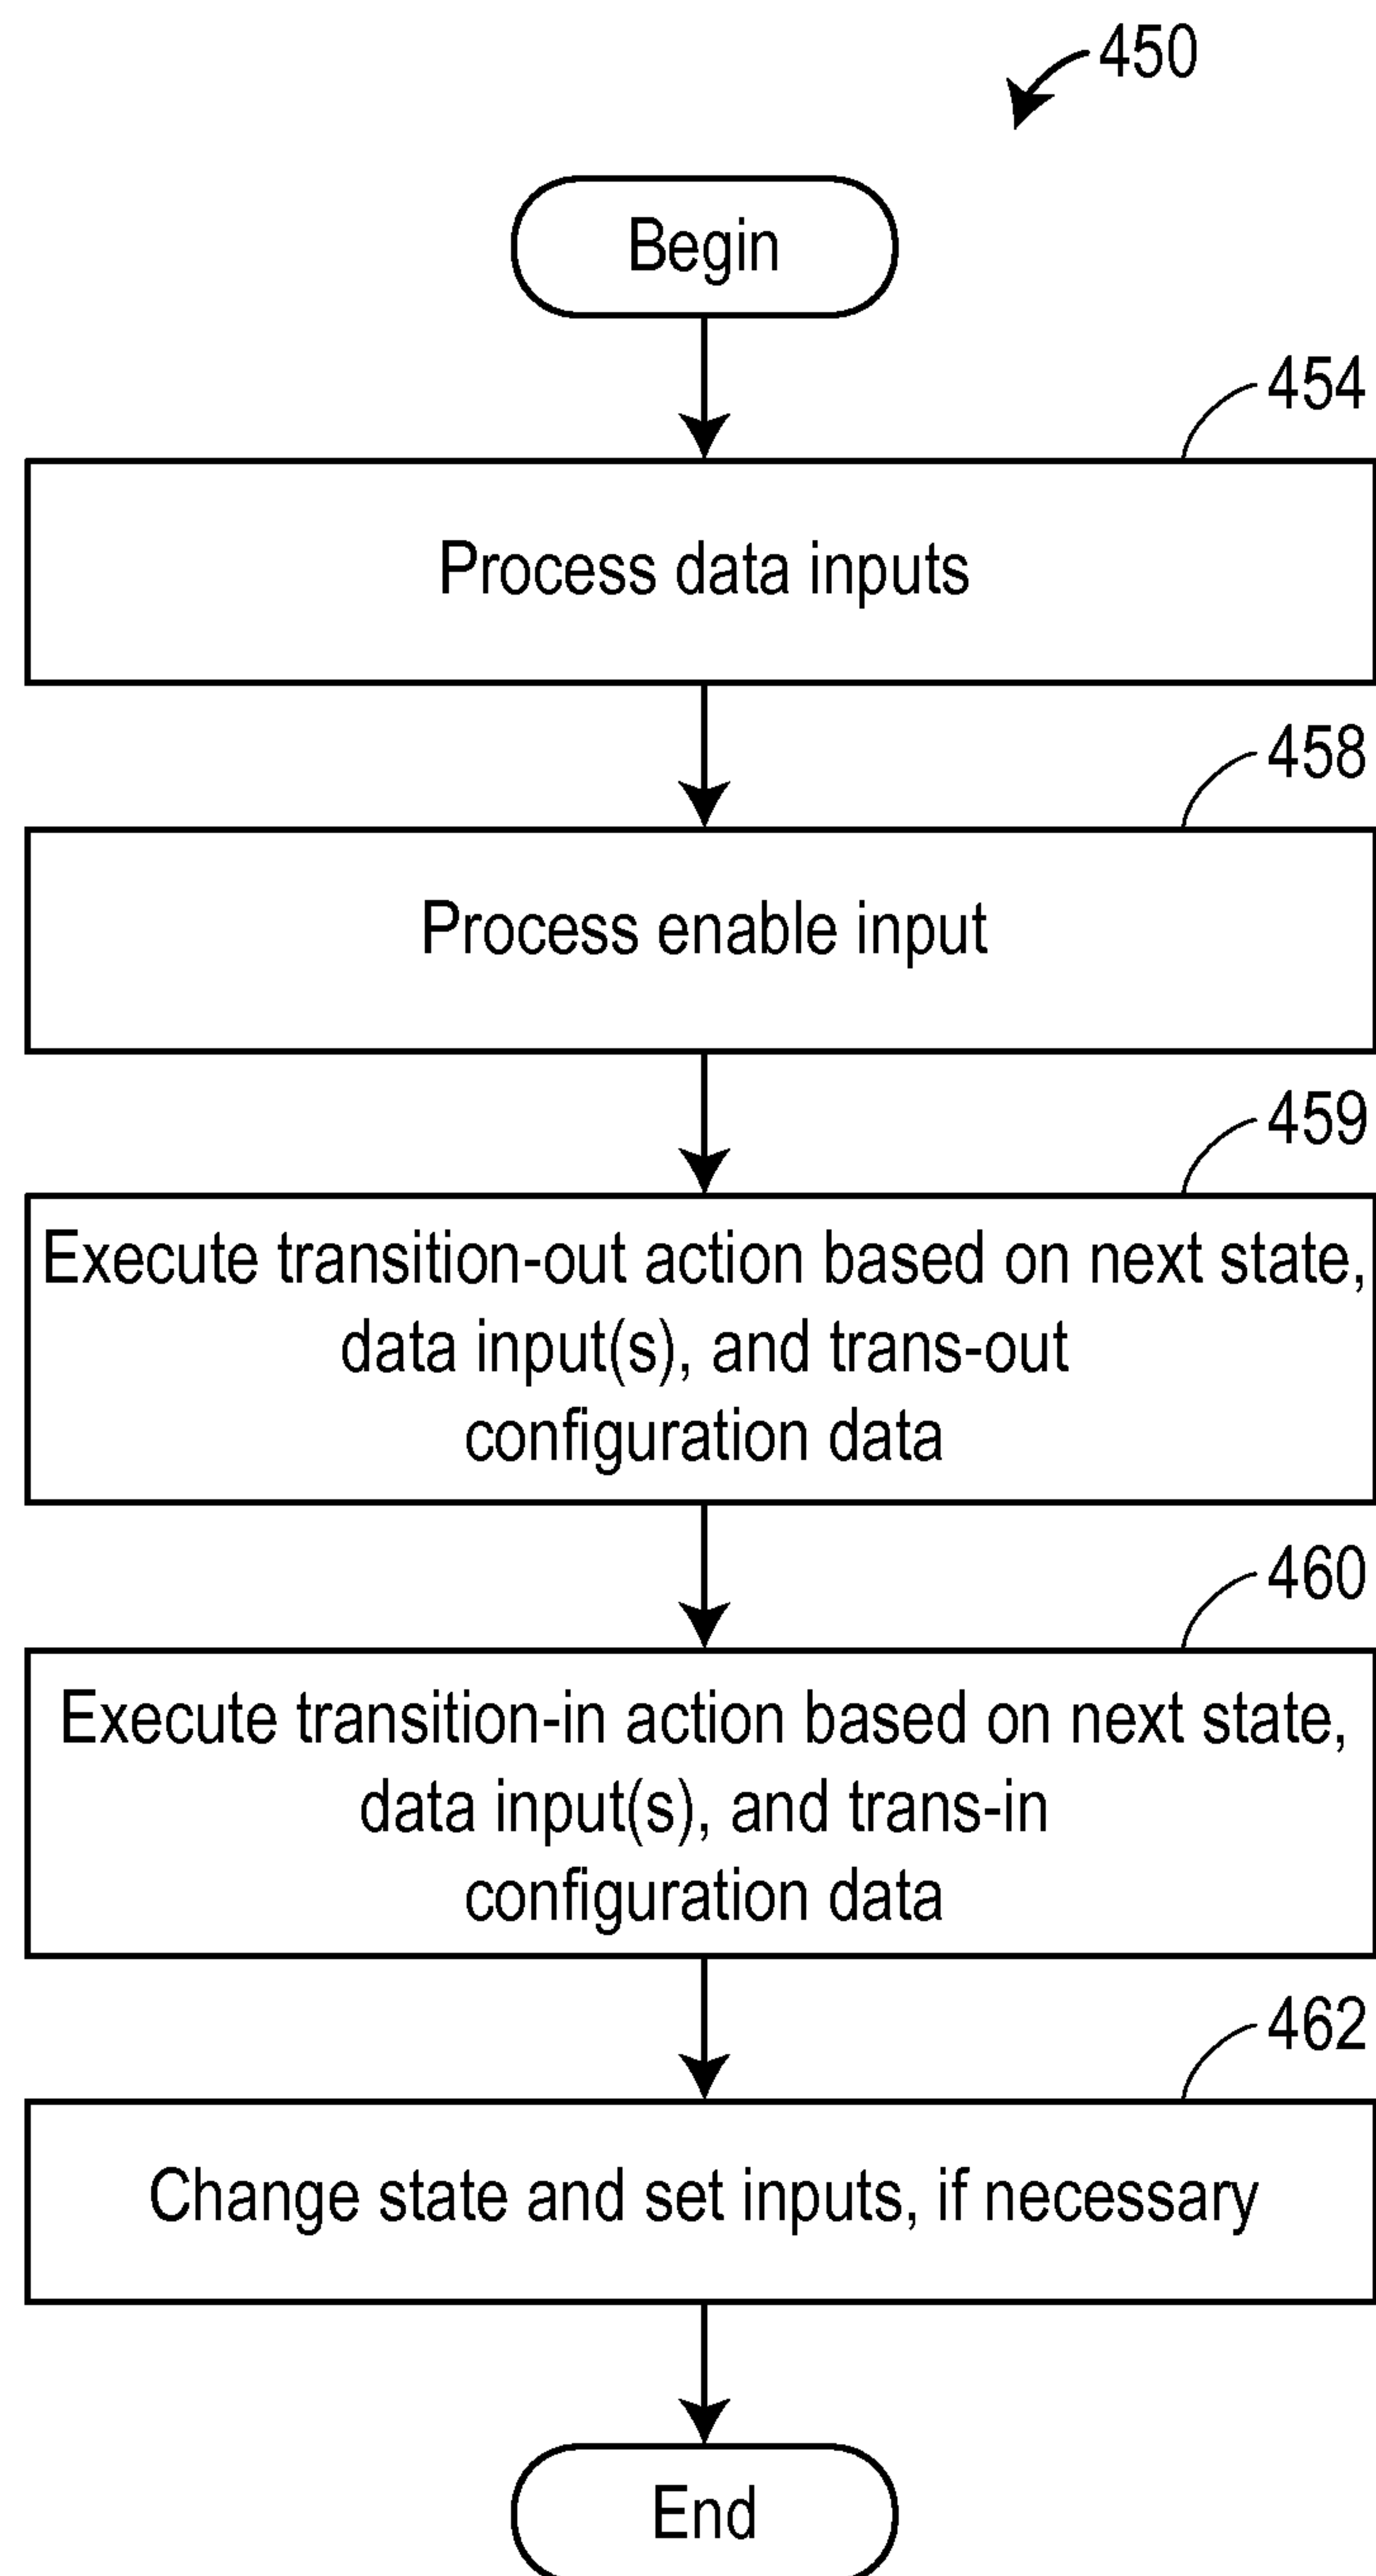 450
Begin
454
Process data inputs
458
Process enable input
459
Execute transition-out action based on next state,
data input(s), and trans-out
configuration data
460
Execute transition-in action based on next state,
data input(s), and trans-in
configuration data
462
Change state and set inputs, if necessary
End